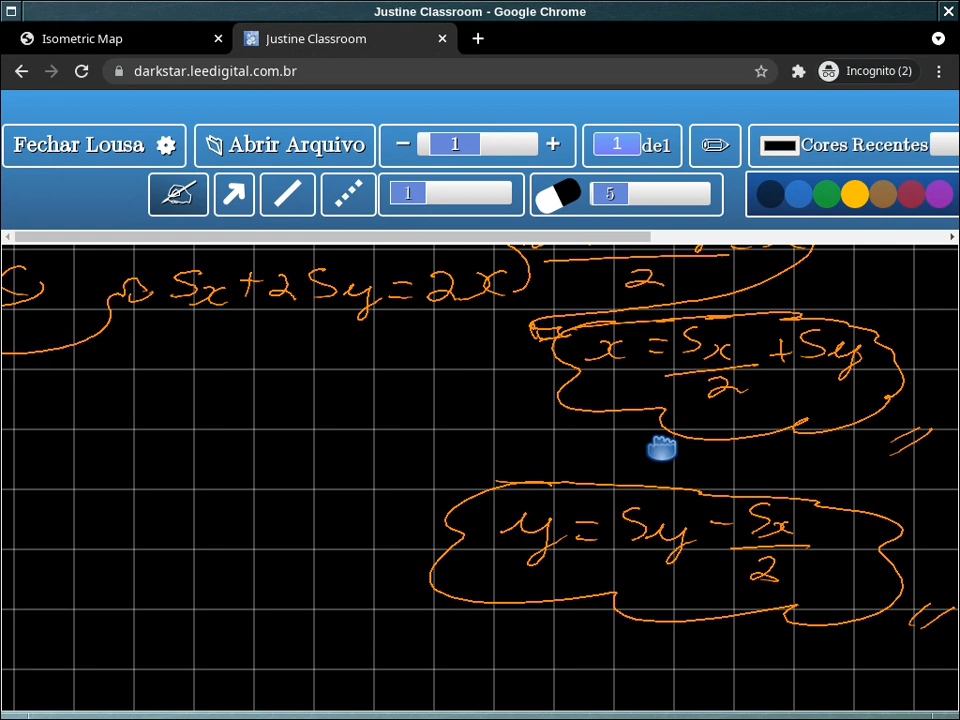 Justine Classroom - Google Chrome
Isometric Map
Justine Classroom
darkstar.leedigital.com.br
Incognito (2)
Fechar Lousa
Abrir Arquivo
− 1 +
1 de1
Cores Recentes
1
5
Sx + 2Sy = 2x)
2
x = Sx/2 + Sy
y = Sy - Sx/2